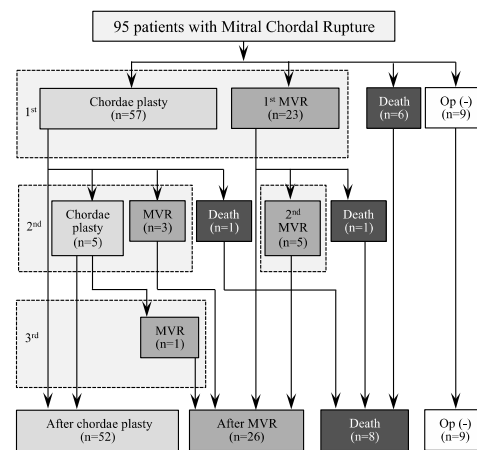 95 patients with Mitral Chordal Rupture
1st
Chordae plasty
(n=57)
1st MVR
(n=23)
Death
(n=6)
Op (-)
(n=9)
2nd
Chordae
plasty
(n=5)
MVR
(n=3)
Death
(n=1)
2nd
MVR
(n=5)
Death
(n=1)
3rd
MVR
(n=1)
After chordae plasty
(n=52)
After MVR
(n=26)
Death
(n=8)
Op (-)
(n=9)